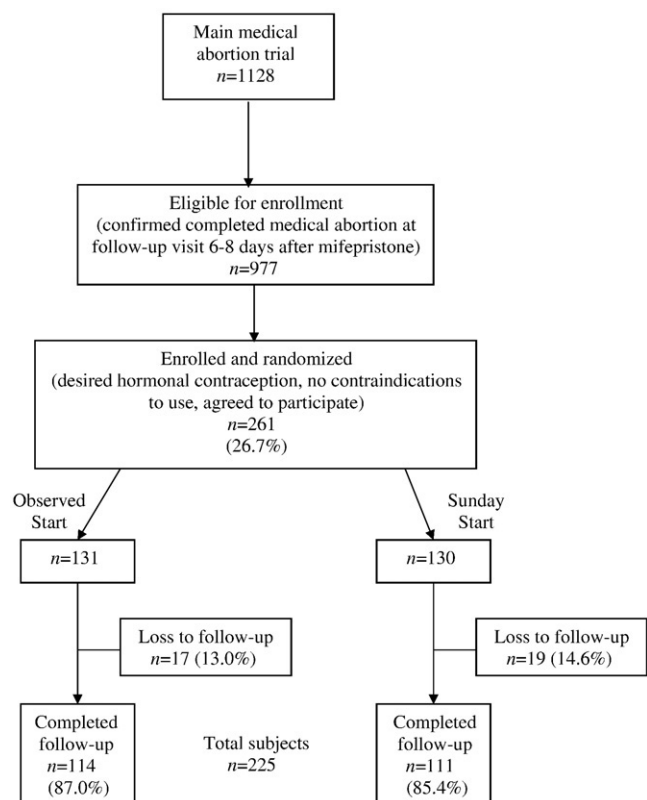 Main medical
abortion trial
n=1128
Eligible for enrollment
(confirmed completed medical abortion at
follow-up visit 6-8 days after mifepristone)
n=977
Enrolled and randomized
(desired hormonal contraception, no contraindications
to use, agreed to participate)
n=261
(26.7%)
Observed
Start
Sunday
Start
n=131
n=130
Loss to follow-up
n=17 (13.0%)
Loss to follow-up
n=19 (14.6%)
Completed
follow-up
n=114
(87.0%)
Total subjects
n=225
Completed
follow-up
n=111
(85.4%)